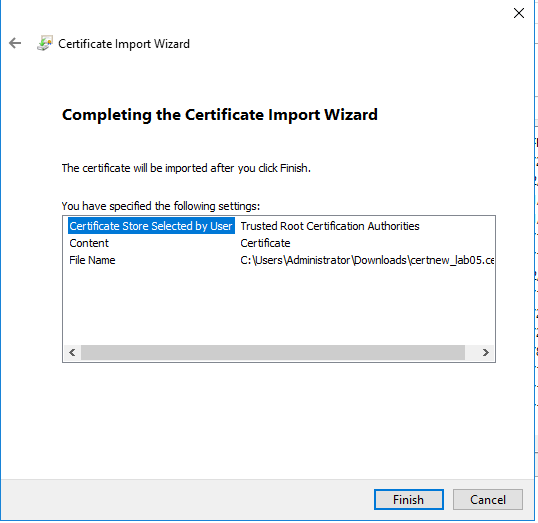 Certificate Import Wizard
Completing the Certificate Import Wizard
The certificate will be imported after you click Finish.
You have specified the following settings:
Certificate Store Selected by User Trusted Root Certification Authorities
Content Certificate
File Name C:\Users\Administrator\Downloads\certnew_lab05.ce
Finish Cancel